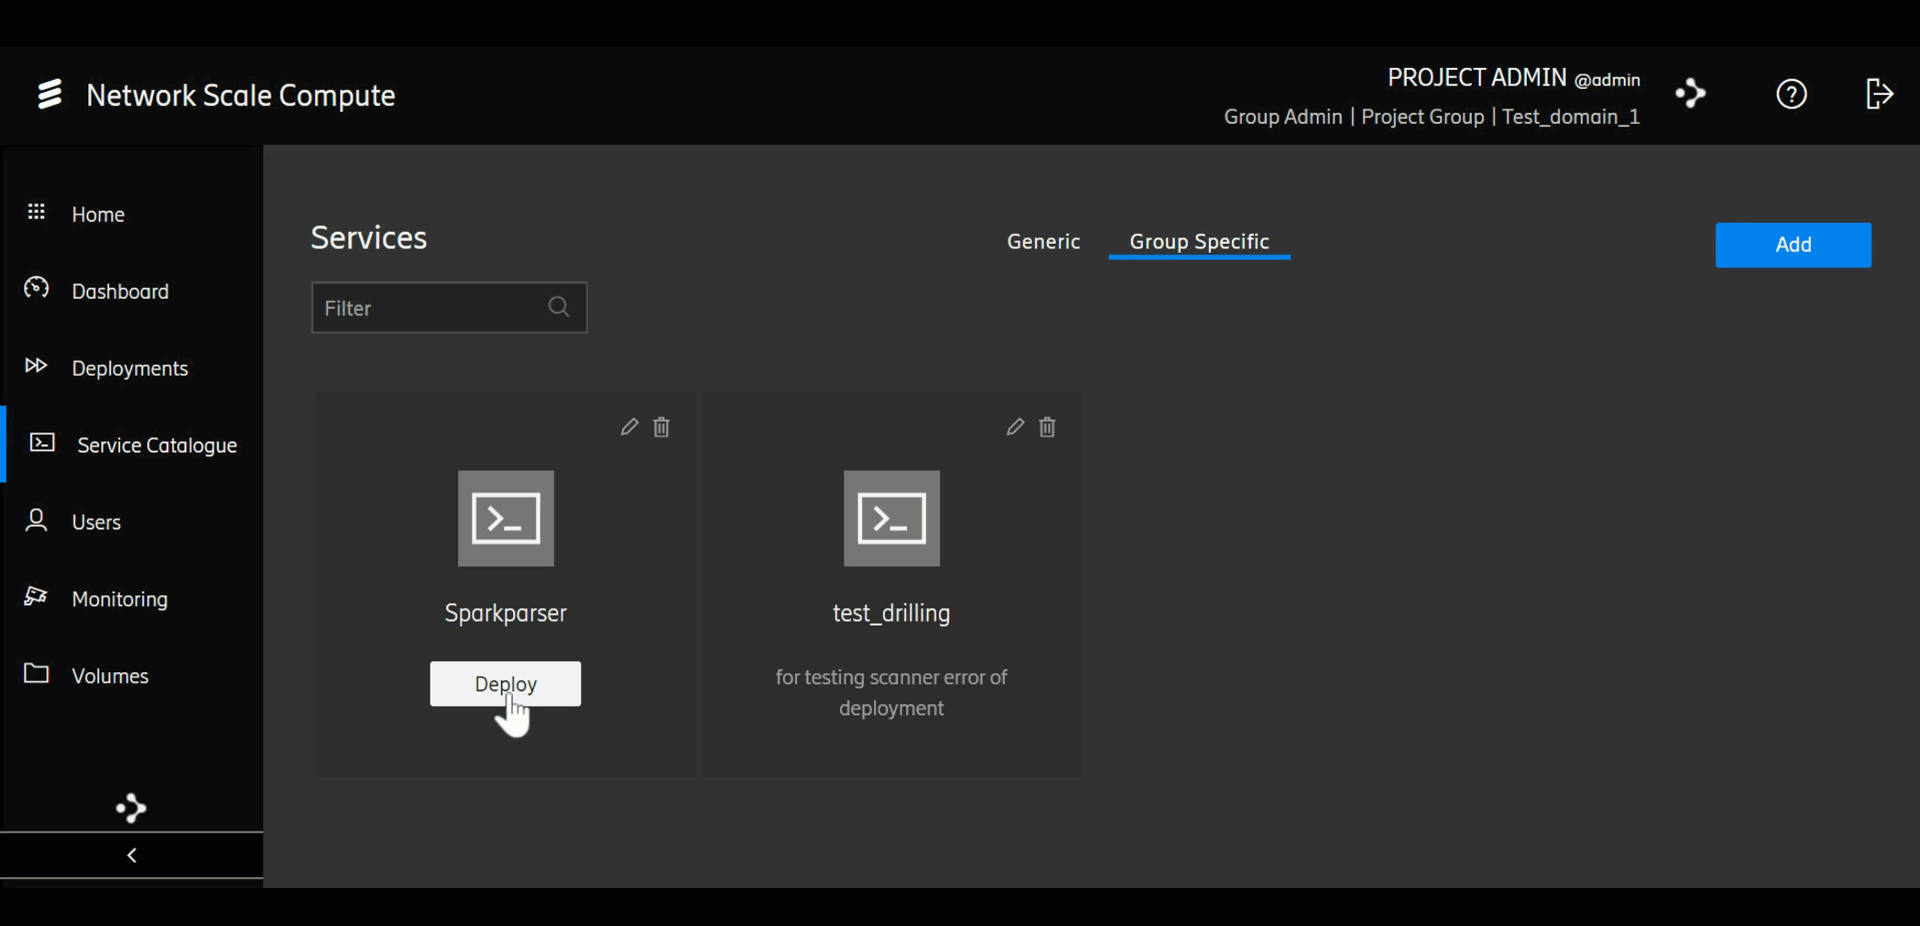 Network Scale Compute
PROJECT ADMIN @admin
Group Admin | Project Group | Test_domain_1
Home
Dashboard
Deployments
Service Catalogue
Users
Monitoring
Volumes
Services
Generic
Group Specific
Add
Filter
Sparkparser
Deploy
test_drilling
for testing scanner error of
deployment